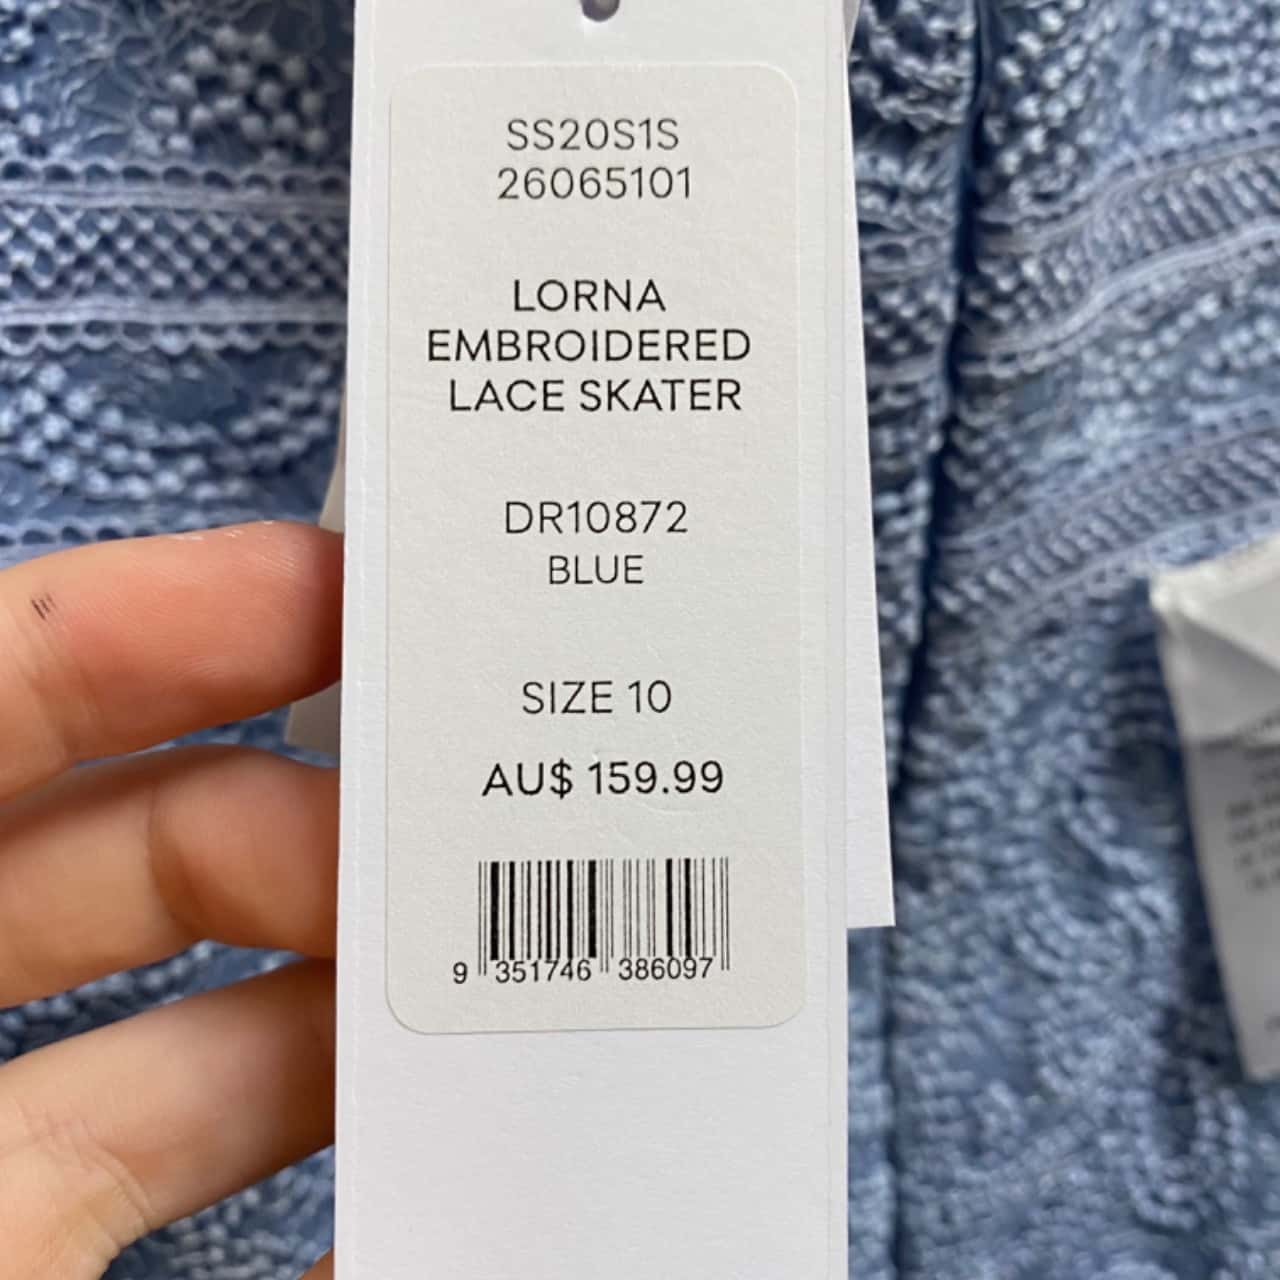 SS20S1S
26065101
LORNA
EMBROIDERED
LACE SKATER
DR10872
BLUE
SIZE 10
AU$ 159.99
9 351746 386097